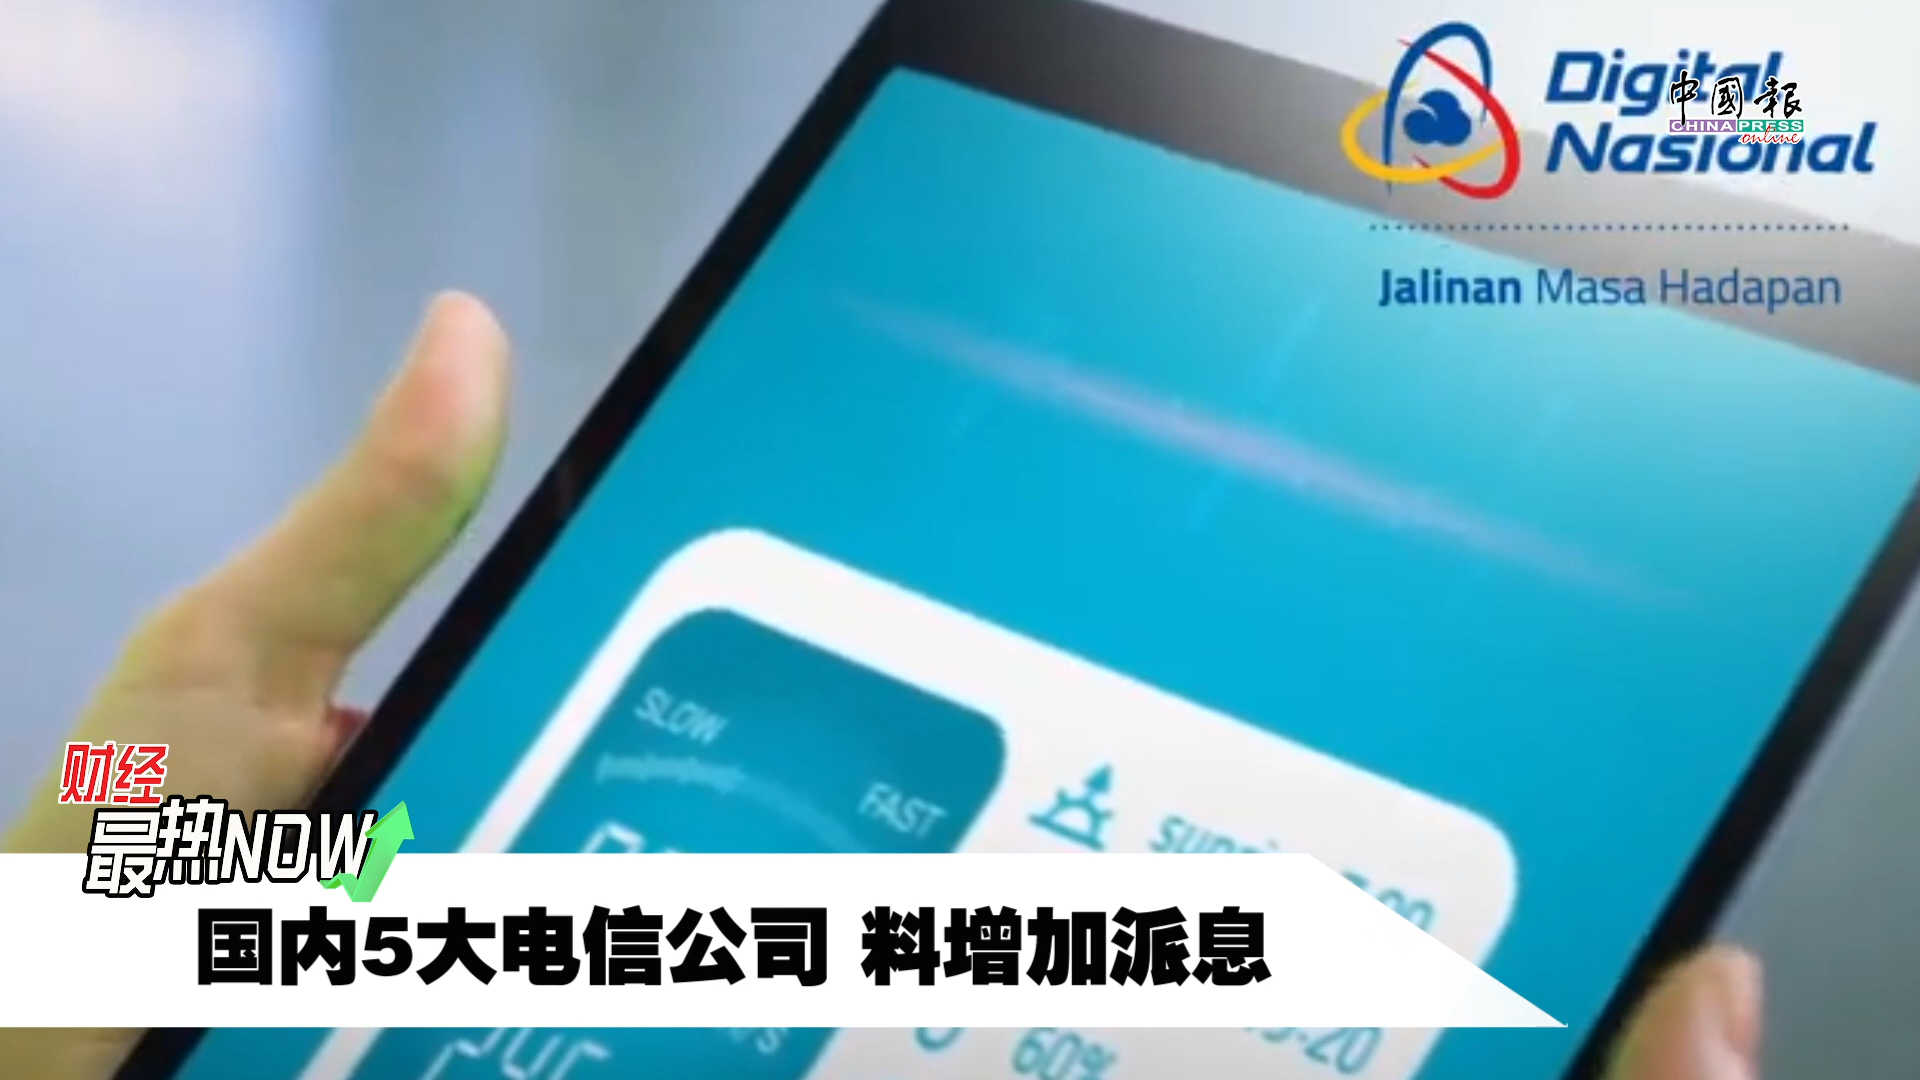 Digital
Nasional
中國報
CHINA PRESS
online
Jalinan Masa Hadapan
SLOW
FAST
财经
最热NOW
国内5大电信公司 料增加派息
60%